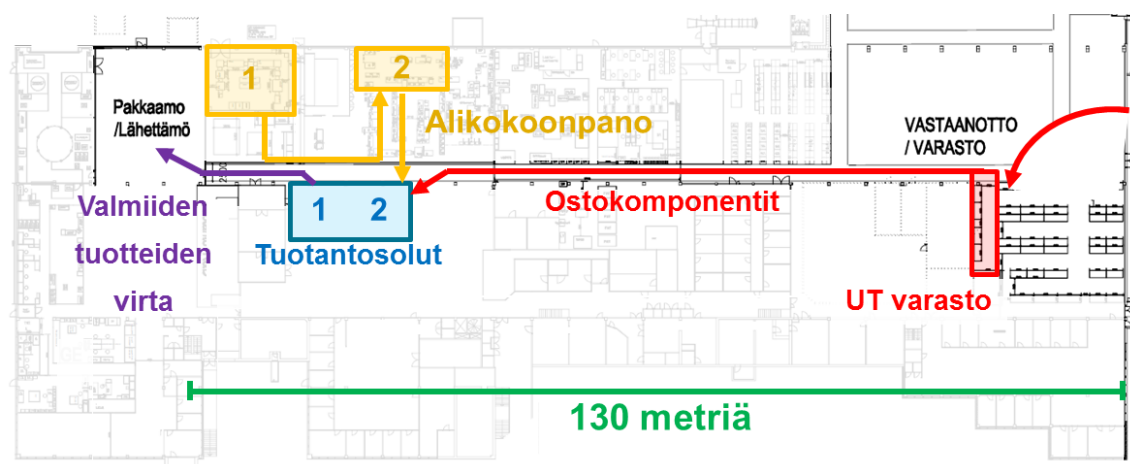 1
2
Pakkaamo
/Lähettämö
Alikokoonpano
VASTAANOTTO
/ VARASTO
Valmiiden
tuotteiden
virta
1 2
Tuotantosolut
Ostokomponentit
UT varasto
130 metriä